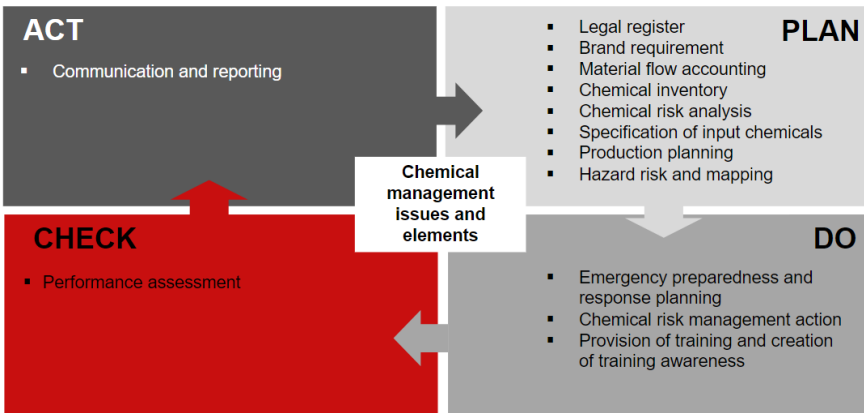 ACT
▪ Communication and reporting
PLAN
▪ Legal register
▪ Brand requirement
▪ Material flow accounting
▪ Chemical inventory
▪ Chemical risk analysis
▪ Specification of input chemicals
▪ Production planning
▪ Hazard risk and mapping
Chemical
management
issues and
elements
CHECK
▪ Performance assessment
DO
▪ Emergency preparedness and
response planning
▪ Chemical risk management action
▪ Provision of training and creation
of training awareness